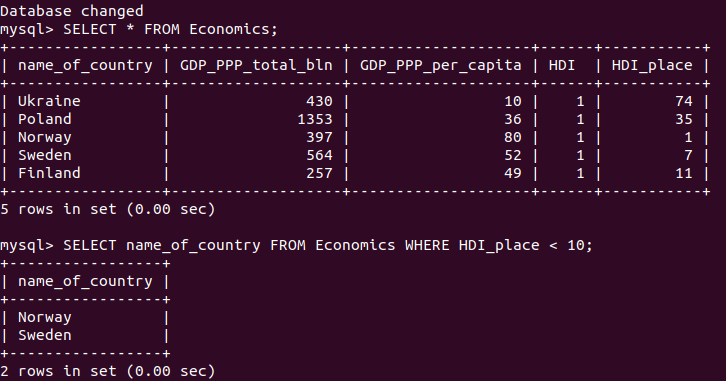 Database changed
mysql> SELECT * FROM Economics;
+-----------------+-------------------+--------------------+------+-----------+
| name_of_country | GDP_PPP_total_bln | GDP_PPP_per_capita | HDI  | HDI_place |
+-----------------+-------------------+--------------------+------+-----------+
| Ukraine         |               430 |                 10 |    1 |        74 |
| Poland          |              1353 |                 36 |    1 |        35 |
| Norway          |               397 |                 80 |    1 |         1 |
| Sweden          |               564 |                 52 |    1 |         7 |
| Finland         |               257 |                 49 |    1 |        11 |
+-----------------+-------------------+--------------------+------+-----------+
5 rows in set (0.00 sec)
mysql> SELECT name_of_country FROM Economics WHERE HDI_place < 10;
+-----------------+
| name_of_country |
+-----------------+
| Norway          |
| Sweden          |
+-----------------+
2 rows in set (0.00 sec)